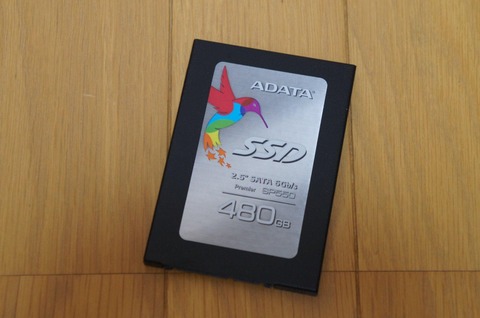 ADATA
SSD
2.5" SATA 6Gb/s
Premier SP550
480GB